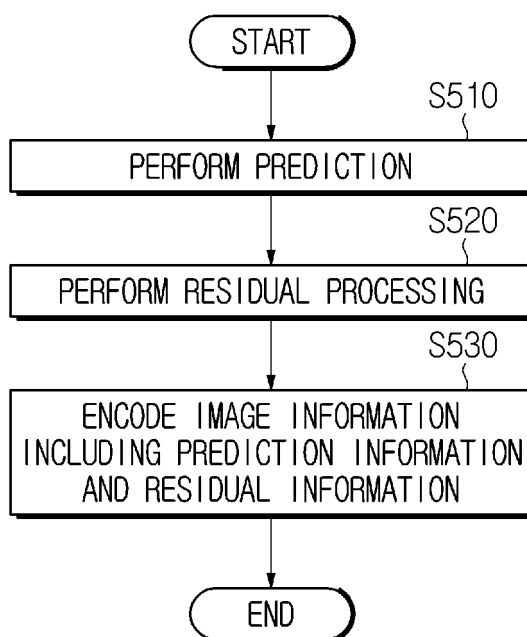 START
S510
PERFORM PREDICTION
S520
PERFORM RESIDUAL PROCESSING
S530
ENCODE IMAGE INFORMATION
INCLUDING PREDICTION INFORMATION
AND RESIDUAL INFORMATION
END